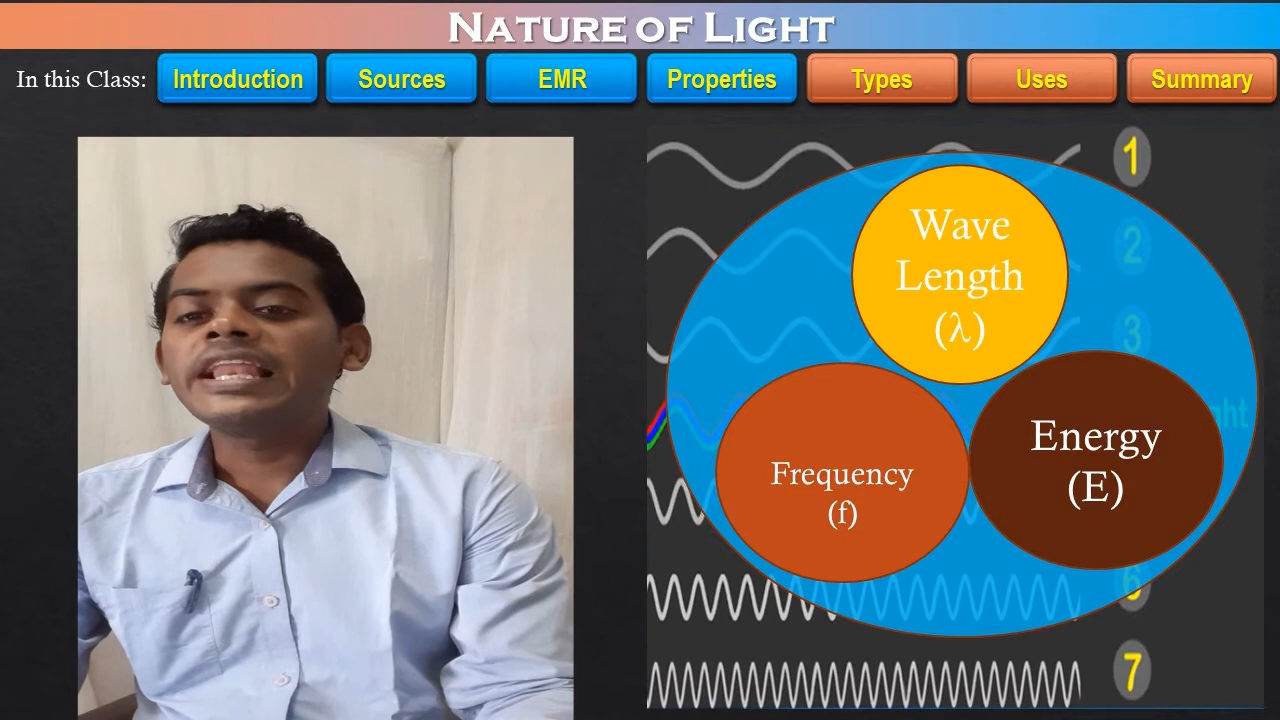 NATURE OF LIGHT
In this Class:
Introduction
Sources
EMR
Properties
Types
Uses
Summary
1
2
3
6
7
Wave
Length
(λ)
Frequency
(f)
Energy
(E)